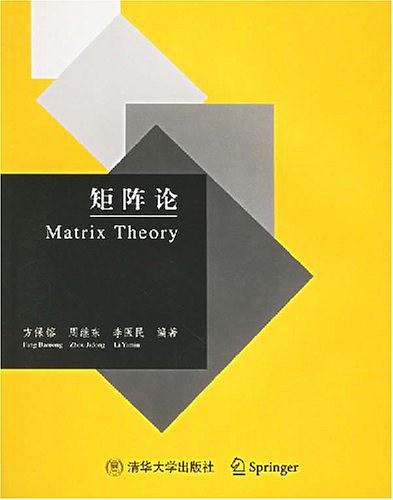 矩阵论
Matrix Theory
方保镕 周继东 李医民 编著
Fang Baorong Zhou Jidong Li Yimin
清华大学出版社 Springer